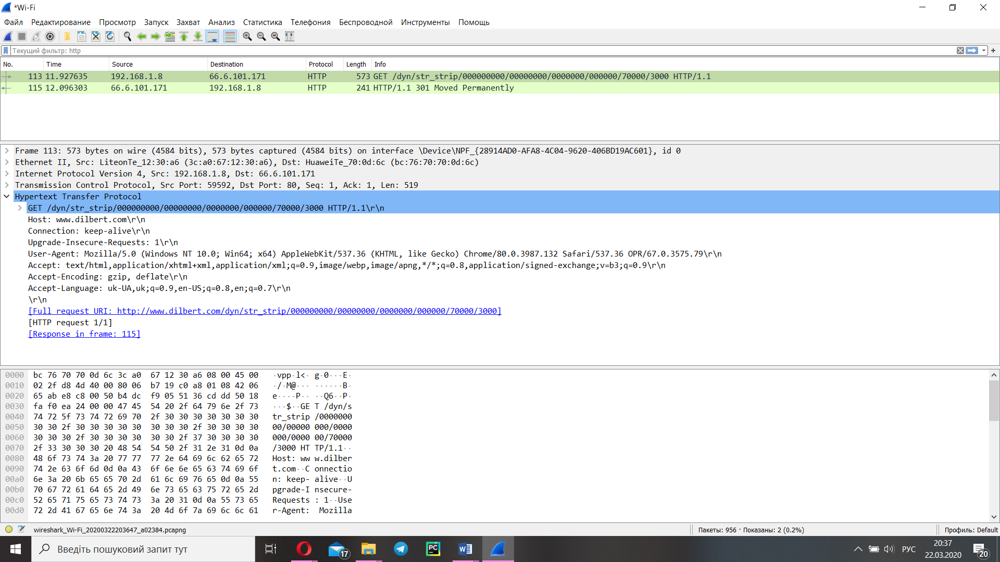 *Wi-Fi
Файл Редактирование Просмотр Запуск Захват Анализ Статистика Телефония Беспроводной Инструменты Помощь
Текущий фильтр: http
No. Time Source Destination Protocol Length Info
113 11.927635 192.168.1.8 66.6.101.171 HTTP 573 GET /dyn/str_strip/000000000/00000000/0000000/000000/70000/3000 HTTP/1.1
115 12.096303 66.6.101.171 192.168.1.8 HTTP 241 HTTP/1.1 301 Moved Permanently
Frame 113: 573 bytes on wire (4584 bits), 573 bytes captured (4584 bits) on interface \Device\NPF_{28914AD0-AFA8-4C04-9620-406BD19AC601}, id 0
Ethernet II, Src: LiteonTe_12:30:a6 (3c:a0:67:12:30:a6), Dst: HuaweiTe_70:0d:6c (bc:76:70:70:0d:6c)
Internet Protocol Version 4, Src: 192.168.1.8, Dst: 66.6.101.171
Transmission Control Protocol, Src Port: 59592, Dst Port: 80, Seq: 1, Ack: 1, Len: 519
Hypertext Transfer Protocol
GET /dyn/str_strip/000000000/00000000/0000000/000000/70000/3000 HTTP/1.1\r\n
Host: www.dilbert.com\r\n
Connection: keep-alive\r\n
Upgrade-Insecure-Requests: 1\r\n
User-Agent: Mozilla/5.0 (Windows NT 10.0; Win64; x64) AppleWebKit/537.36 (KHTML, like Gecko) Chrome/80.0.3987.132 Safari/537.36 OPR/67.0.3575.79\r\n
Accept: text/html,application/xhtml+xml,application/xml;q=0.9,image/webp,image/apng,*/*;q=0.8,application/signed-exchange;v=b3;q=0.9\r\n
Accept-Encoding: gzip, deflate\r\n
Accept-Language: uk-UA,uk;q=0.9,en-US;q=0.8,en;q=0.7\r\n
\r\n
[Full request URI: http://www.dilbert.com/dyn/str_strip/000000000/00000000/0000000/000000/70000/3000]
[HTTP request 1/1]
[Response in frame: 115]
0000 bc 76 70 70 0d 6c 3c a0 67 12 30 a6 08 00 45 00 ·vpp·l<· g·0···E·
0010 02 2f d8 4d 40 00 80 06 b7 19 c0 a8 01 08 42 06 ·/·M@··· ······B·
0020 65 ab e8 c8 00 50 b4 dc f9 05 51 36 cd dd 50 18 e····P·· ··Q6··P·
0030 fa f0 ea 24 00 00 47 45 54 20 2f 64 79 6e 2f 73 ···$··GE T /dyn/s
0040 74 72 5f 73 74 72 69 70 2f 30 30 30 30 30 30 30 tr_strip /0000000
0050 30 30 2f 30 30 30 30 30 30 30 30 2f 30 30 30 30 00/00000 000/0000
0060 30 30 30 2f 30 30 30 30 30 30 2f 37 30 30 30 30 000/0000 00/70000
0070 2f 33 30 30 30 20 48 54 54 50 2f 31 2e 31 0d 0a /3000 HT TP/1.1··
0080 48 6f 73 74 3a 20 77 77 77 2e 64 69 6c 62 65 72 Host: ww w.dilber
0090 74 2e 63 6f 6d 0d 0a 43 6f 6e 6e 65 63 74 69 6f t.com··C onnectio
00a0 6e 3a 20 6b 65 65 70 2d 61 6c 69 76 65 0d 0a 55 n: keep- alive··U
00b0 70 67 72 61 64 65 2d 49 6e 73 65 63 75 72 65 2d pgrade-I nsecure-
00c0 52 65 71 75 65 73 74 73 3a 20 31 0d 0a 55 73 65 Requests : 1··Use
00d0 72 2d 41 67 65 6e 74 3a 20 4d 6f 7a 69 6c 6c 61 r-Agent: Mozilla
wireshark_Wi-Fi_20200322203647_a02384.pcapng Пакеты: 956 · Показаны: 2 (0.2%) Профиль: Default
Введіть пошуковий запит тут 17 PC W РУС 20:37 20
22.03.2020